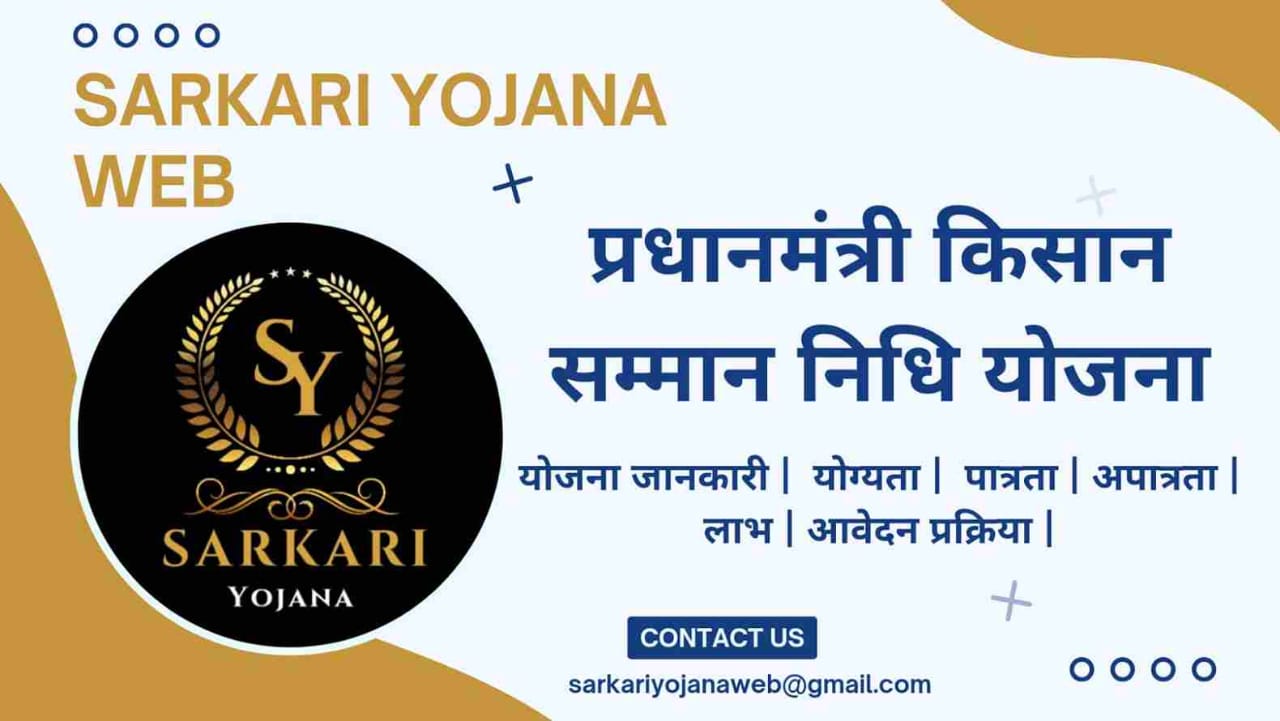 SARKARI YOJANA
WEB
SY
SARKARI
YOJANA
प्रधानमंत्री किसान
सम्मान निधि योजना
योजना जानकारी | योग्यता | पात्रता | अपात्रता |
लाभ | आवेदन प्रक्रिया |
CONTACT US
sarkariyojanaweb@gmail.com